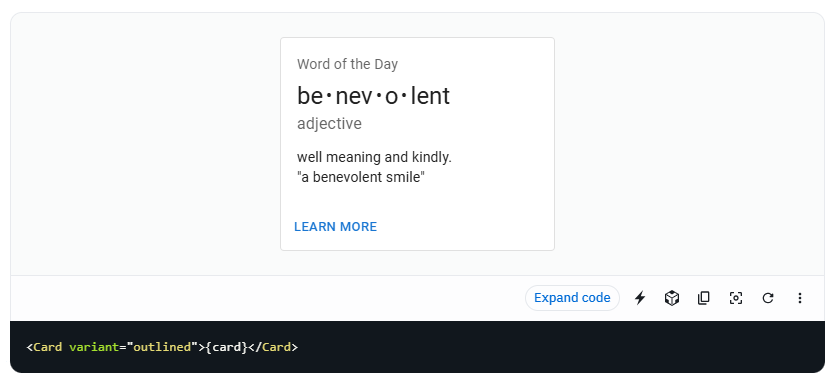 Word of the Day
be•nev•o•lent
adjective
well meaning and kindly.
"a benevolent smile"
LEARN MORE
Expand code
<Card variant="outlined">{card}</Card>